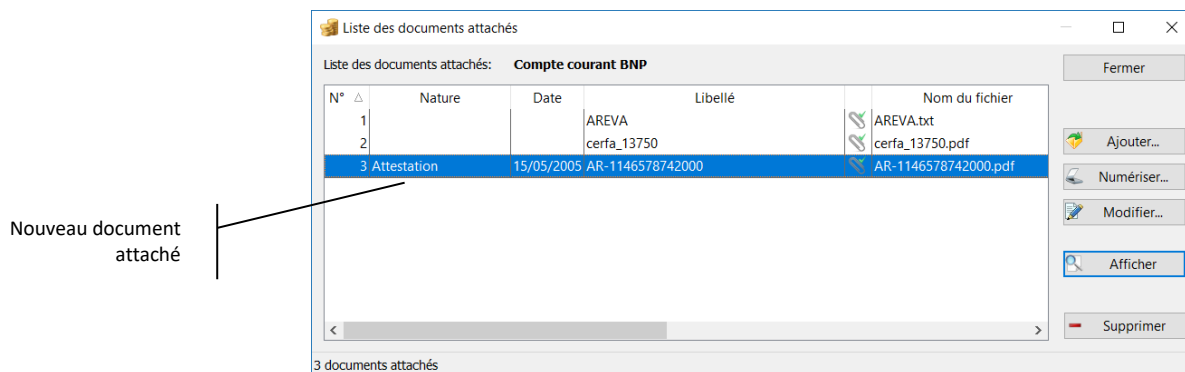 Liste des documents attachés
Liste des documents attachés: Compte courant BNP
Fermer
N° Nature Date Libellé Nom du fichier
1 AREVA AREVA.txt
2 cerfa_13750 cerfa_13750.pdf
3 Attestation 15/05/2005 AR-1146578742000 AR-1146578742000.pdf
Ajouter...
Numériser...
Modifier...
Afficher
Supprimer
3 documents attachés
Nouveau document
attaché